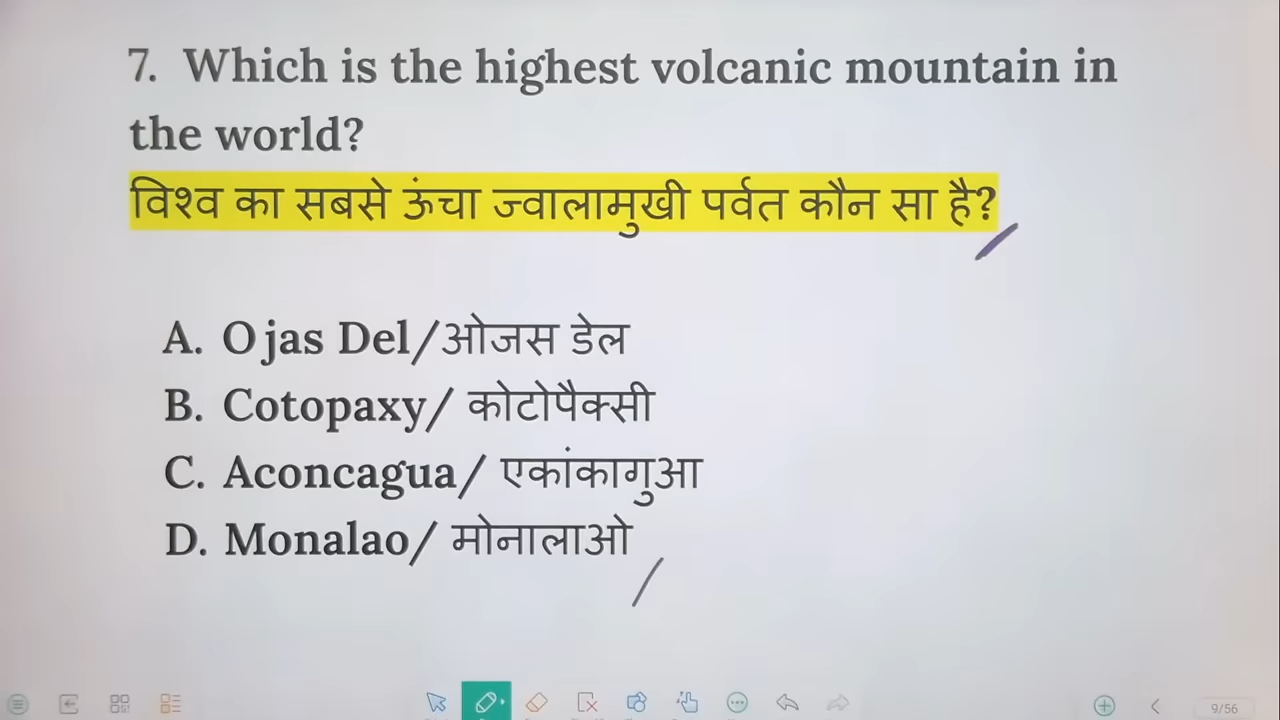 7. Which is the highest volcanic mountain in
the world?
विश्व का सबसे ऊंचा ज्वालामुखी पर्वत कौन सा है?
A. Ojas Del/ओजस डेल
B. Cotopaxy/ कोटोपैक्सी
C. Aconcagua/ एकांकागुआ
D. Monalao/ मोनालाओ
9/56